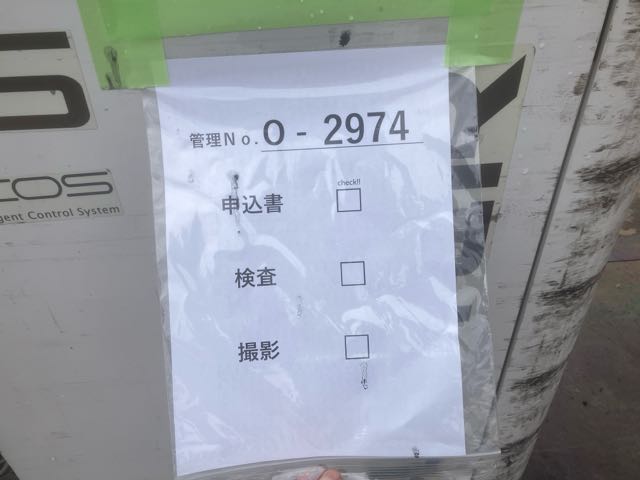 管理No. O - 2974
check!!
申込書
検査
撮影
COS
gent Control System